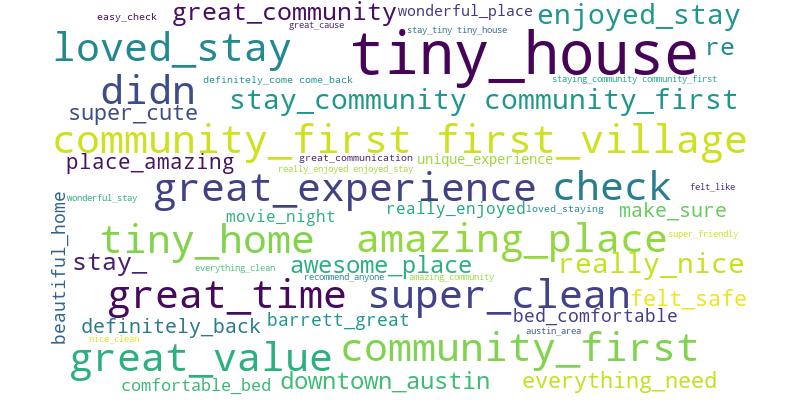 easy_check great_community wonderful_place enjoyed_stay
great_cause
loved_stay tiny_house re
stay_tiny tiny_house
didn definitely_come come_back staying_community community_first
super_cute stay_community community_first
community_first first_village
place_amazing great_communication unique_experience
really_enjoyed enjoyed_stay
great_experience check felt_like
beautiful_home wonderful_stay movie_night really_enjoyed loved_staying make_sure
tiny_home amazing_place super_friendly
stay_ everything_clean awesome_place really_nice
recommend_anyone amazing_community
great_time super_clean felt_safe
definitely_back barrett_great bed_comfortable
nice_clean austin_area
great_value community_first
comfortable_bed downtown_austin everything_need